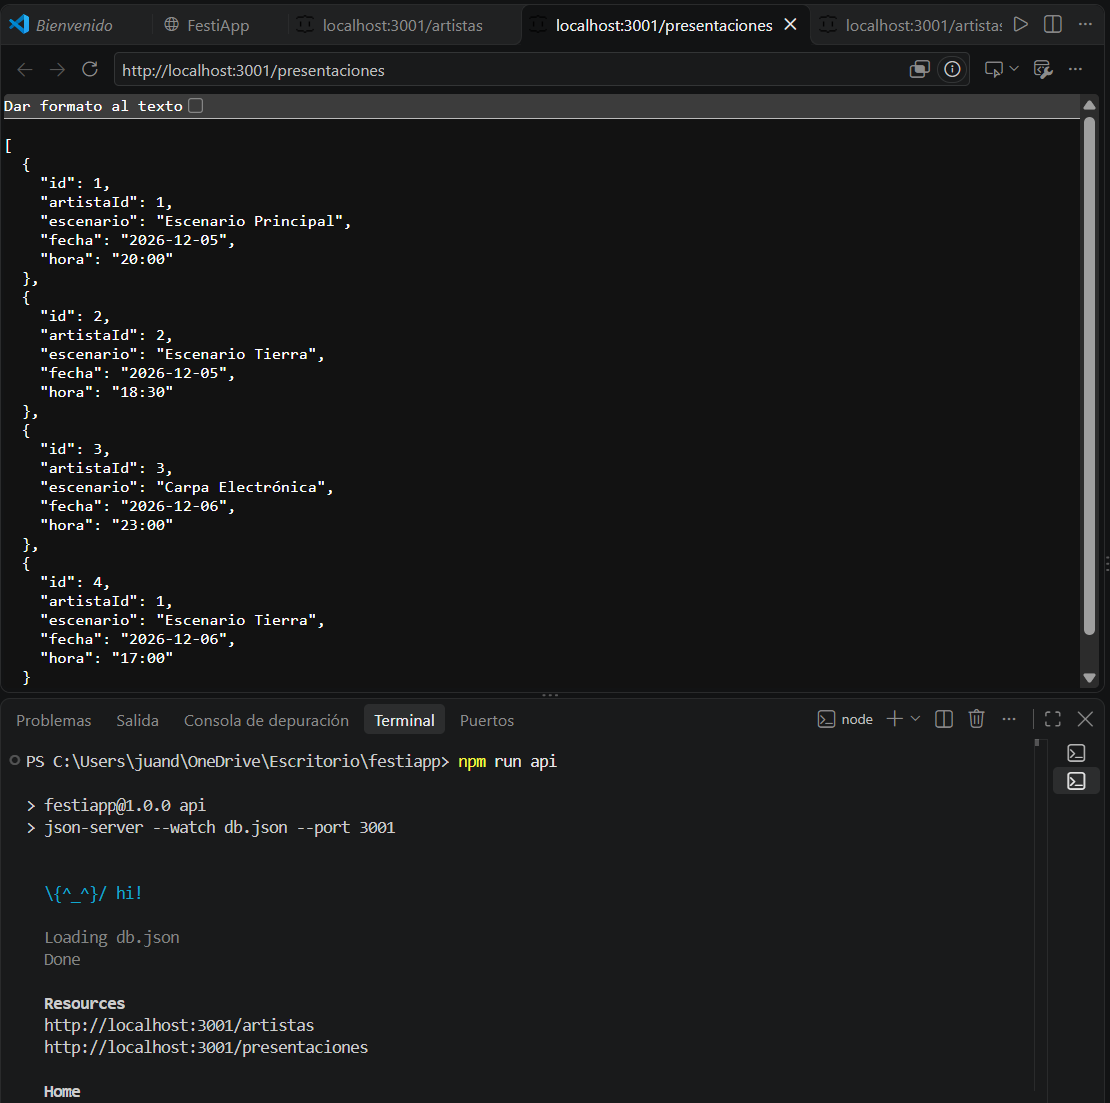 Bienvenido
FestiApp
localhost:3001/artistas
localhost:3001/presentaciones
localhost:3001/artistas
http://localhost:3001/presentaciones
Dar formato al texto
[
  {
    "id": 1,
    "artistaId": 1,
    "escenario": "Escenario Principal",
    "fecha": "2026-12-05",
    "hora": "20:00"
  },
  {
    "id": 2,
    "artistaId": 2,
    "escenario": "Escenario Tierra",
    "fecha": "2026-12-05",
    "hora": "18:30"
  },
  {
    "id": 3,
    "artistaId": 3,
    "escenario": "Carpa Electrónica",
    "fecha": "2026-12-06",
    "hora": "23:00"
  },
  {
    "id": 4,
    "artistaId": 1,
    "escenario": "Escenario Tierra",
    "fecha": "2026-12-06",
    "hora": "17:00"
  }
Problemas
Salida
Consola de depuración
Terminal
Puertos
node
PS C:\Users\juand\OneDrive\Escritorio\festiapp> npm run api
> festiapp@1.0.0 api
> json-server --watch db.json --port 3001
\{^_^}/ hi!
Loading db.json
Done
Resources
http://localhost:3001/artistas
http://localhost:3001/presentaciones
Home